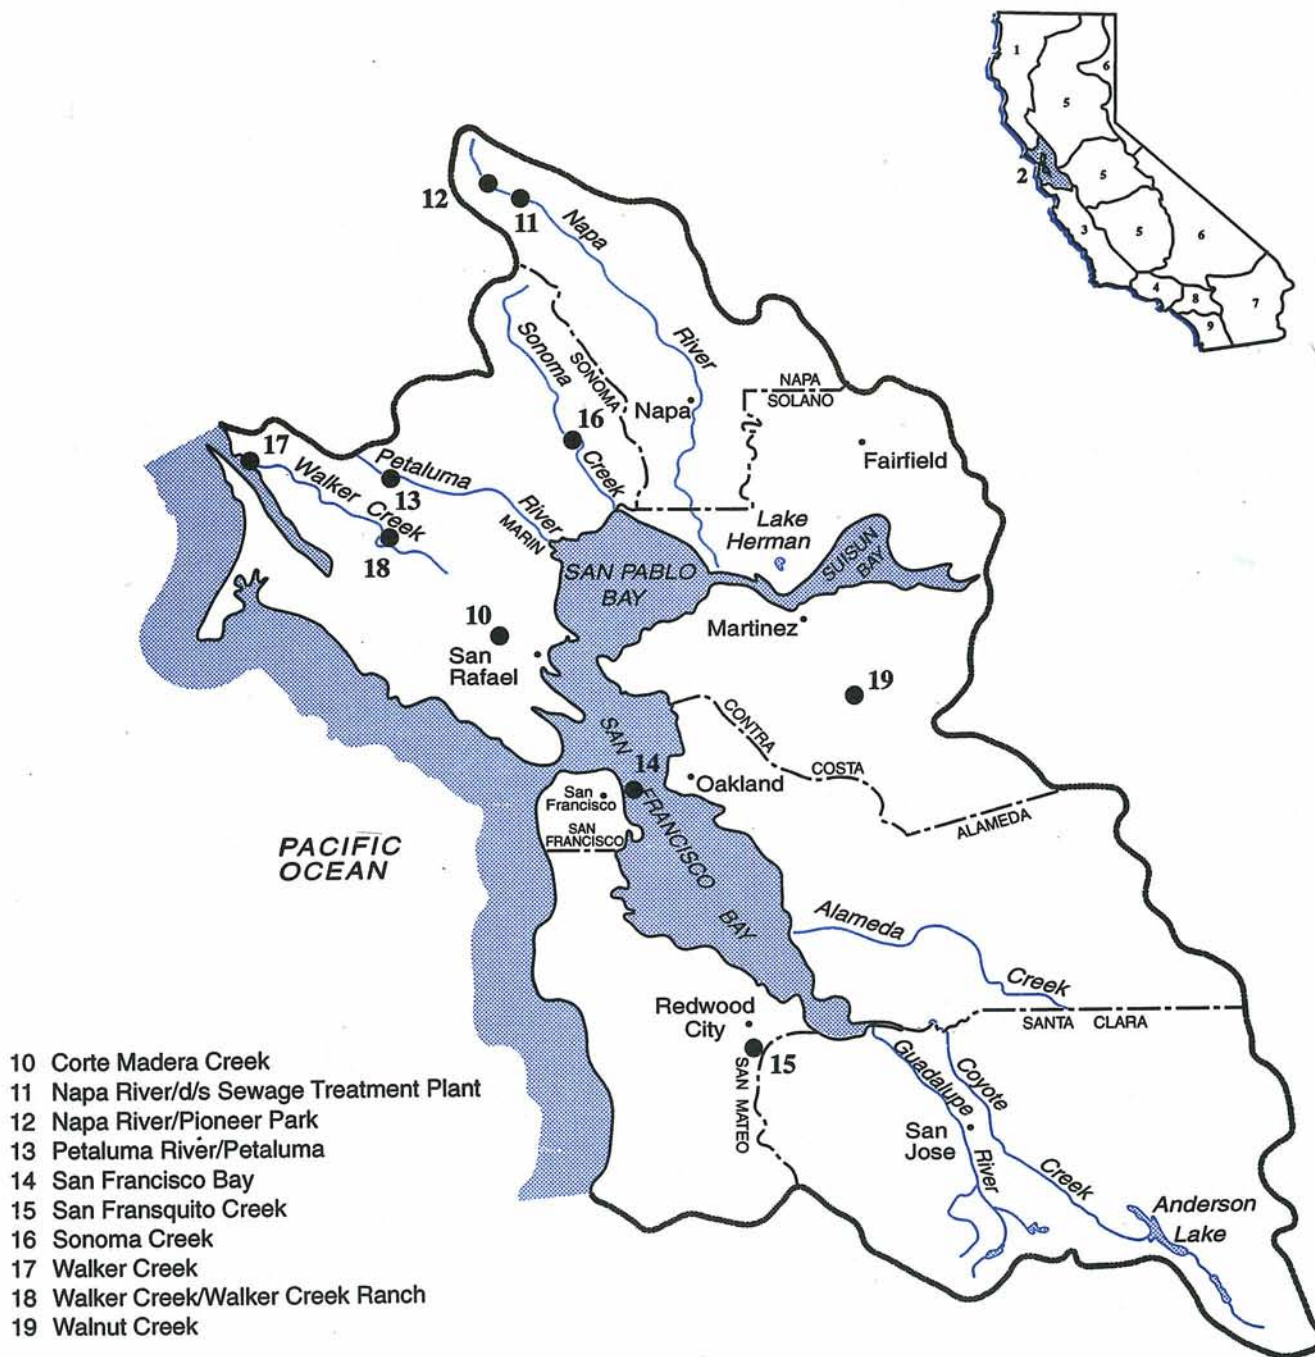 1
6
5
2
5
3
5
6
4
8
7
9
12
11
Napa
River
Sonoma
Creek
SONOMA
NAPA
SOLANO
Napa
16
Fairfield
17
Walker
Creek
Petaluma
River
13
MARIN
18
Lake
Herman
SUISUN
BAY
SAN PABLO
BAY
10
San
Rafael
Martinez
19
CONTRA
COSTA
ALAMEDA
SAN
FRANCISCO
BAY
14
Oakland
San
Francisco
SAN
FRANCISCO
PACIFIC
OCEAN
Alameda
Creek
Redwood
City
15
SAN MATEO
SANTA CLARA
Guadalupe
River
Coyote
Creek
San
Jose
Anderson
Lake
10 Corte Madera Creek
11 Napa River/d/s Sewage Treatment Plant
12 Napa River/Pioneer Park
13 Petaluma River/Petaluma
14 San Francisco Bay
15 San Fransquito Creek
16 Sonoma Creek
17 Walker Creek
18 Walker Creek/Walker Creek Ranch
19 Walnut Creek